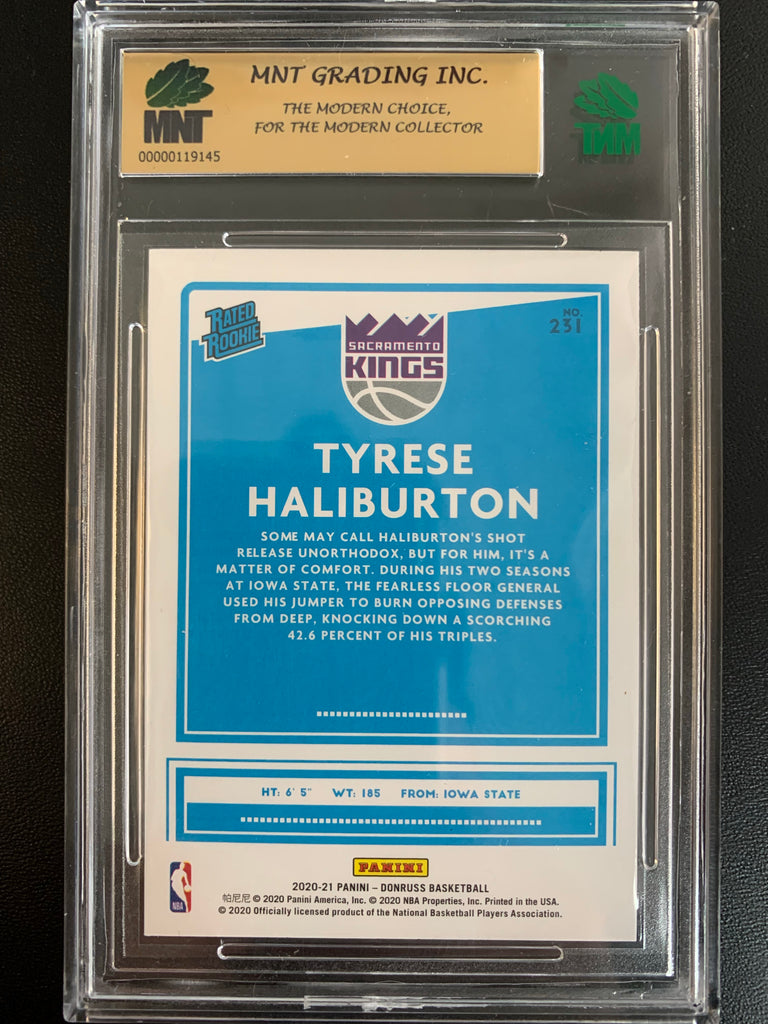 MNT GRADING INC.
THE MODERN CHOICE,
FOR THE MODERN COLLECTOR
MNT
00000119145
MNT
RATED
ROOKIE
SACRAMENTO
KINGS
NO.
231
TYRESE
HALIBURTON
SOME MAY CALL HALIBURTON'S SHOT
RELEASE UNORTHODOX, BUT FOR HIM, IT'S A
MATTER OF COMFORT. DURING HIS TWO SEASONS
AT IOWA STATE, THE FEARLESS FLOOR GENERAL
USED HIS JUMPER TO BURN OPPOSING DEFENSES
FROM DEEP, KNOCKING DOWN A SCORCHING
42.6 PERCENT OF HIS TRIPLES.
HT: 6' 5" WT: 185 FROM: IOWA STATE
PANINI
NBA
2020-21 PANINI – DONRUSS BASKETBALL
帕尼尼 © 2020 Panini America, Inc. © 2020 NBA Properties, Inc. Printed in the USA.
© 2020 Officially licensed product of the National Basketball Players Association.